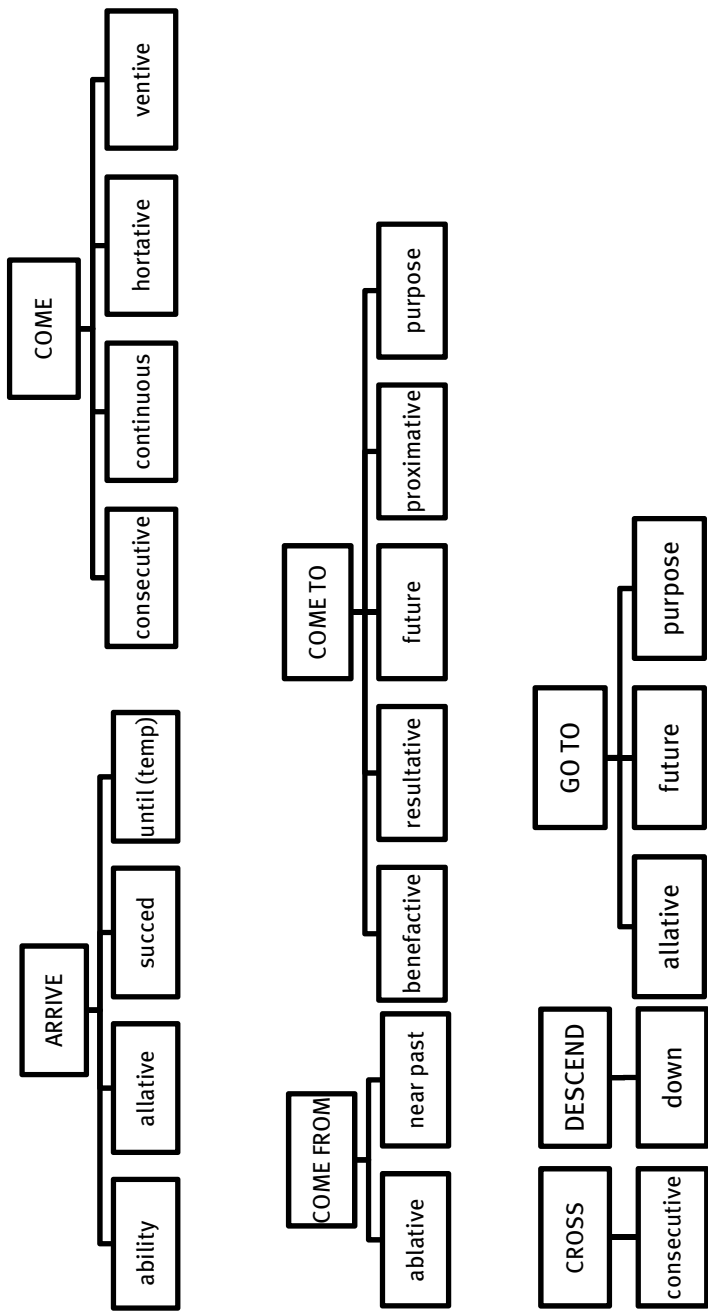 ARRIVE
ability
allative
succed
until (temp)
COME
consecutive
continuous
hortative
ventive
COME FROM
ablative
near past
COME TO
benefactive
resultative
future
proximative
purpose
CROSS
consecutive
DESCEND
down
GO TO
allative
future
purpose